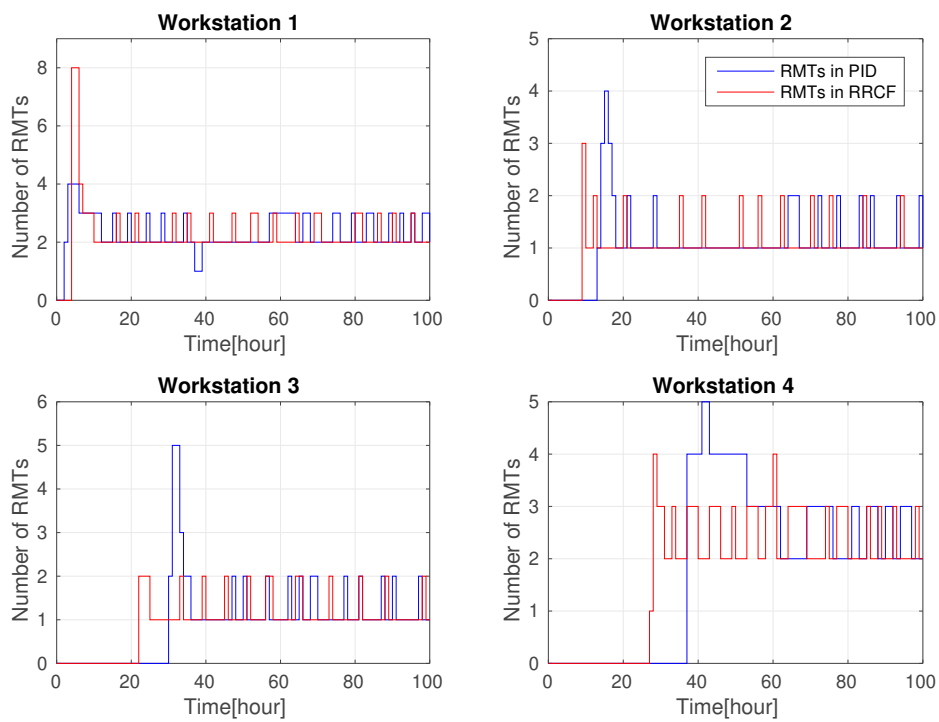 Workstation 1
Number of RMTs
8
6
4
2
0
0 20 40 60 80 100
Time[hour]
Workstation 2
Number of RMTs
5
4
3
2
1
0
RMTs in PID
RMTs in RRCF
0 20 40 60 80 100
Time[hour]
Workstation 3
Number of RMTs
6
5
4
3
2
1
0
0 20 40 60 80 100
Time[hour]
Workstation 4
Number of RMTs
5
4
3
2
1
0
0 20 40 60 80 100
Time[hour]